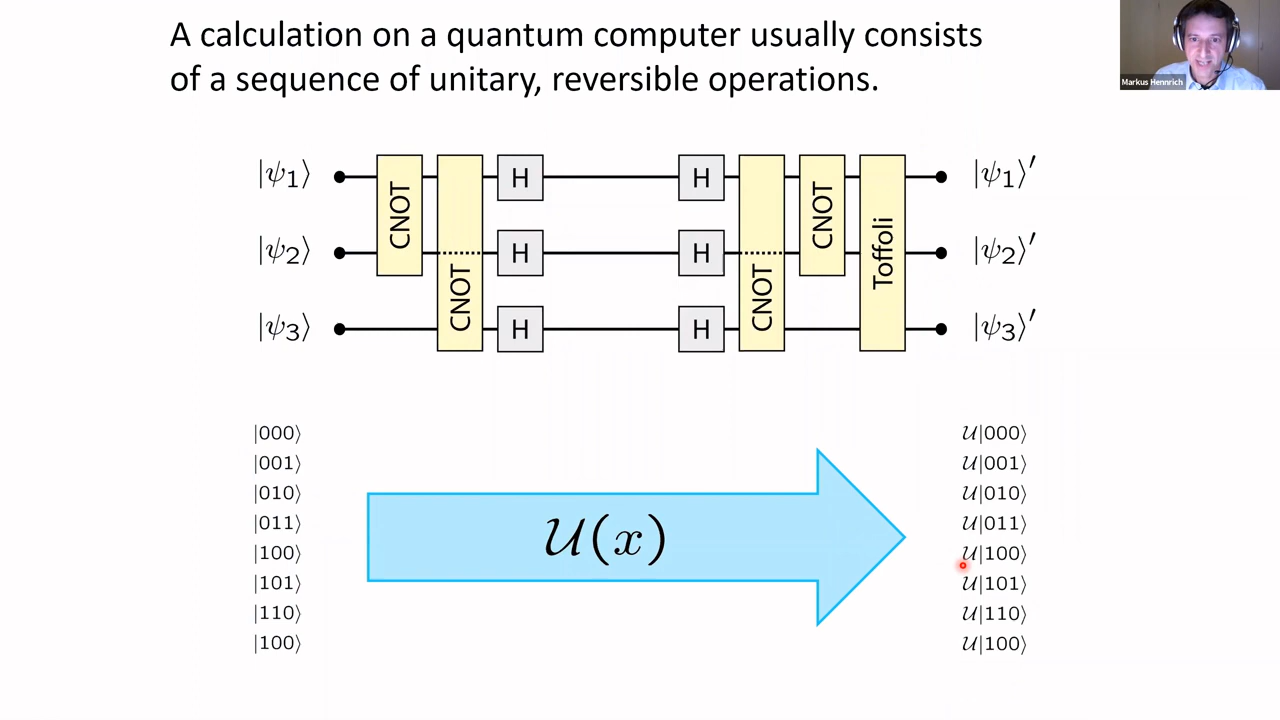 A calculation on a quantum computer usually consists
of a sequence of unitary, reversible operations.
Markus Hennrich
|ψ₁⟩ CNOT H H CNOT |ψ₁⟩′
|ψ₂⟩ CNOT H H CNOT Toffoli |ψ₂⟩′
|ψ₃⟩ H H |ψ₃⟩′
|000⟩ 𝒰|000⟩
|001⟩ 𝒰|001⟩
|010⟩ 𝒰|010⟩
|011⟩ 𝒰(x) 𝒰|011⟩
|100⟩ 𝒰|100⟩
|101⟩ 𝒰|101⟩
|110⟩ 𝒰|110⟩
|100⟩ 𝒰|100⟩